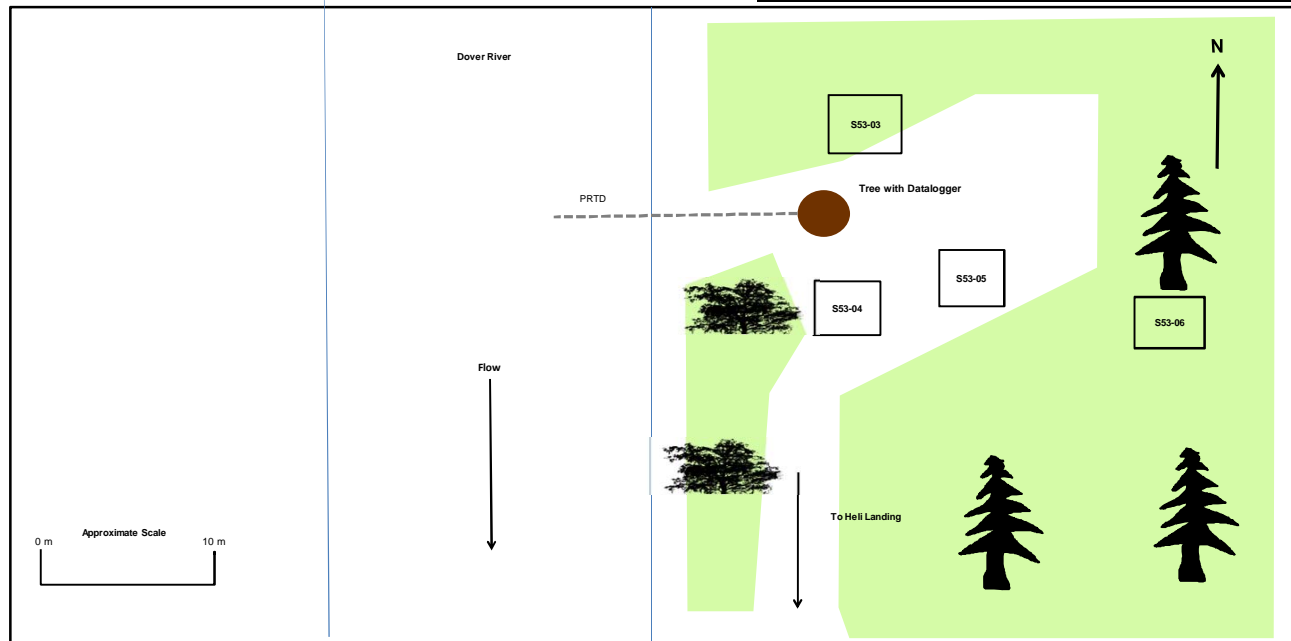 Dover River
N
S53-03
Tree with Datalogger
PRTD
S53-05
S53-04
S53-06
Flow
To Heli Landing
Approximate Scale
0 m
10 m